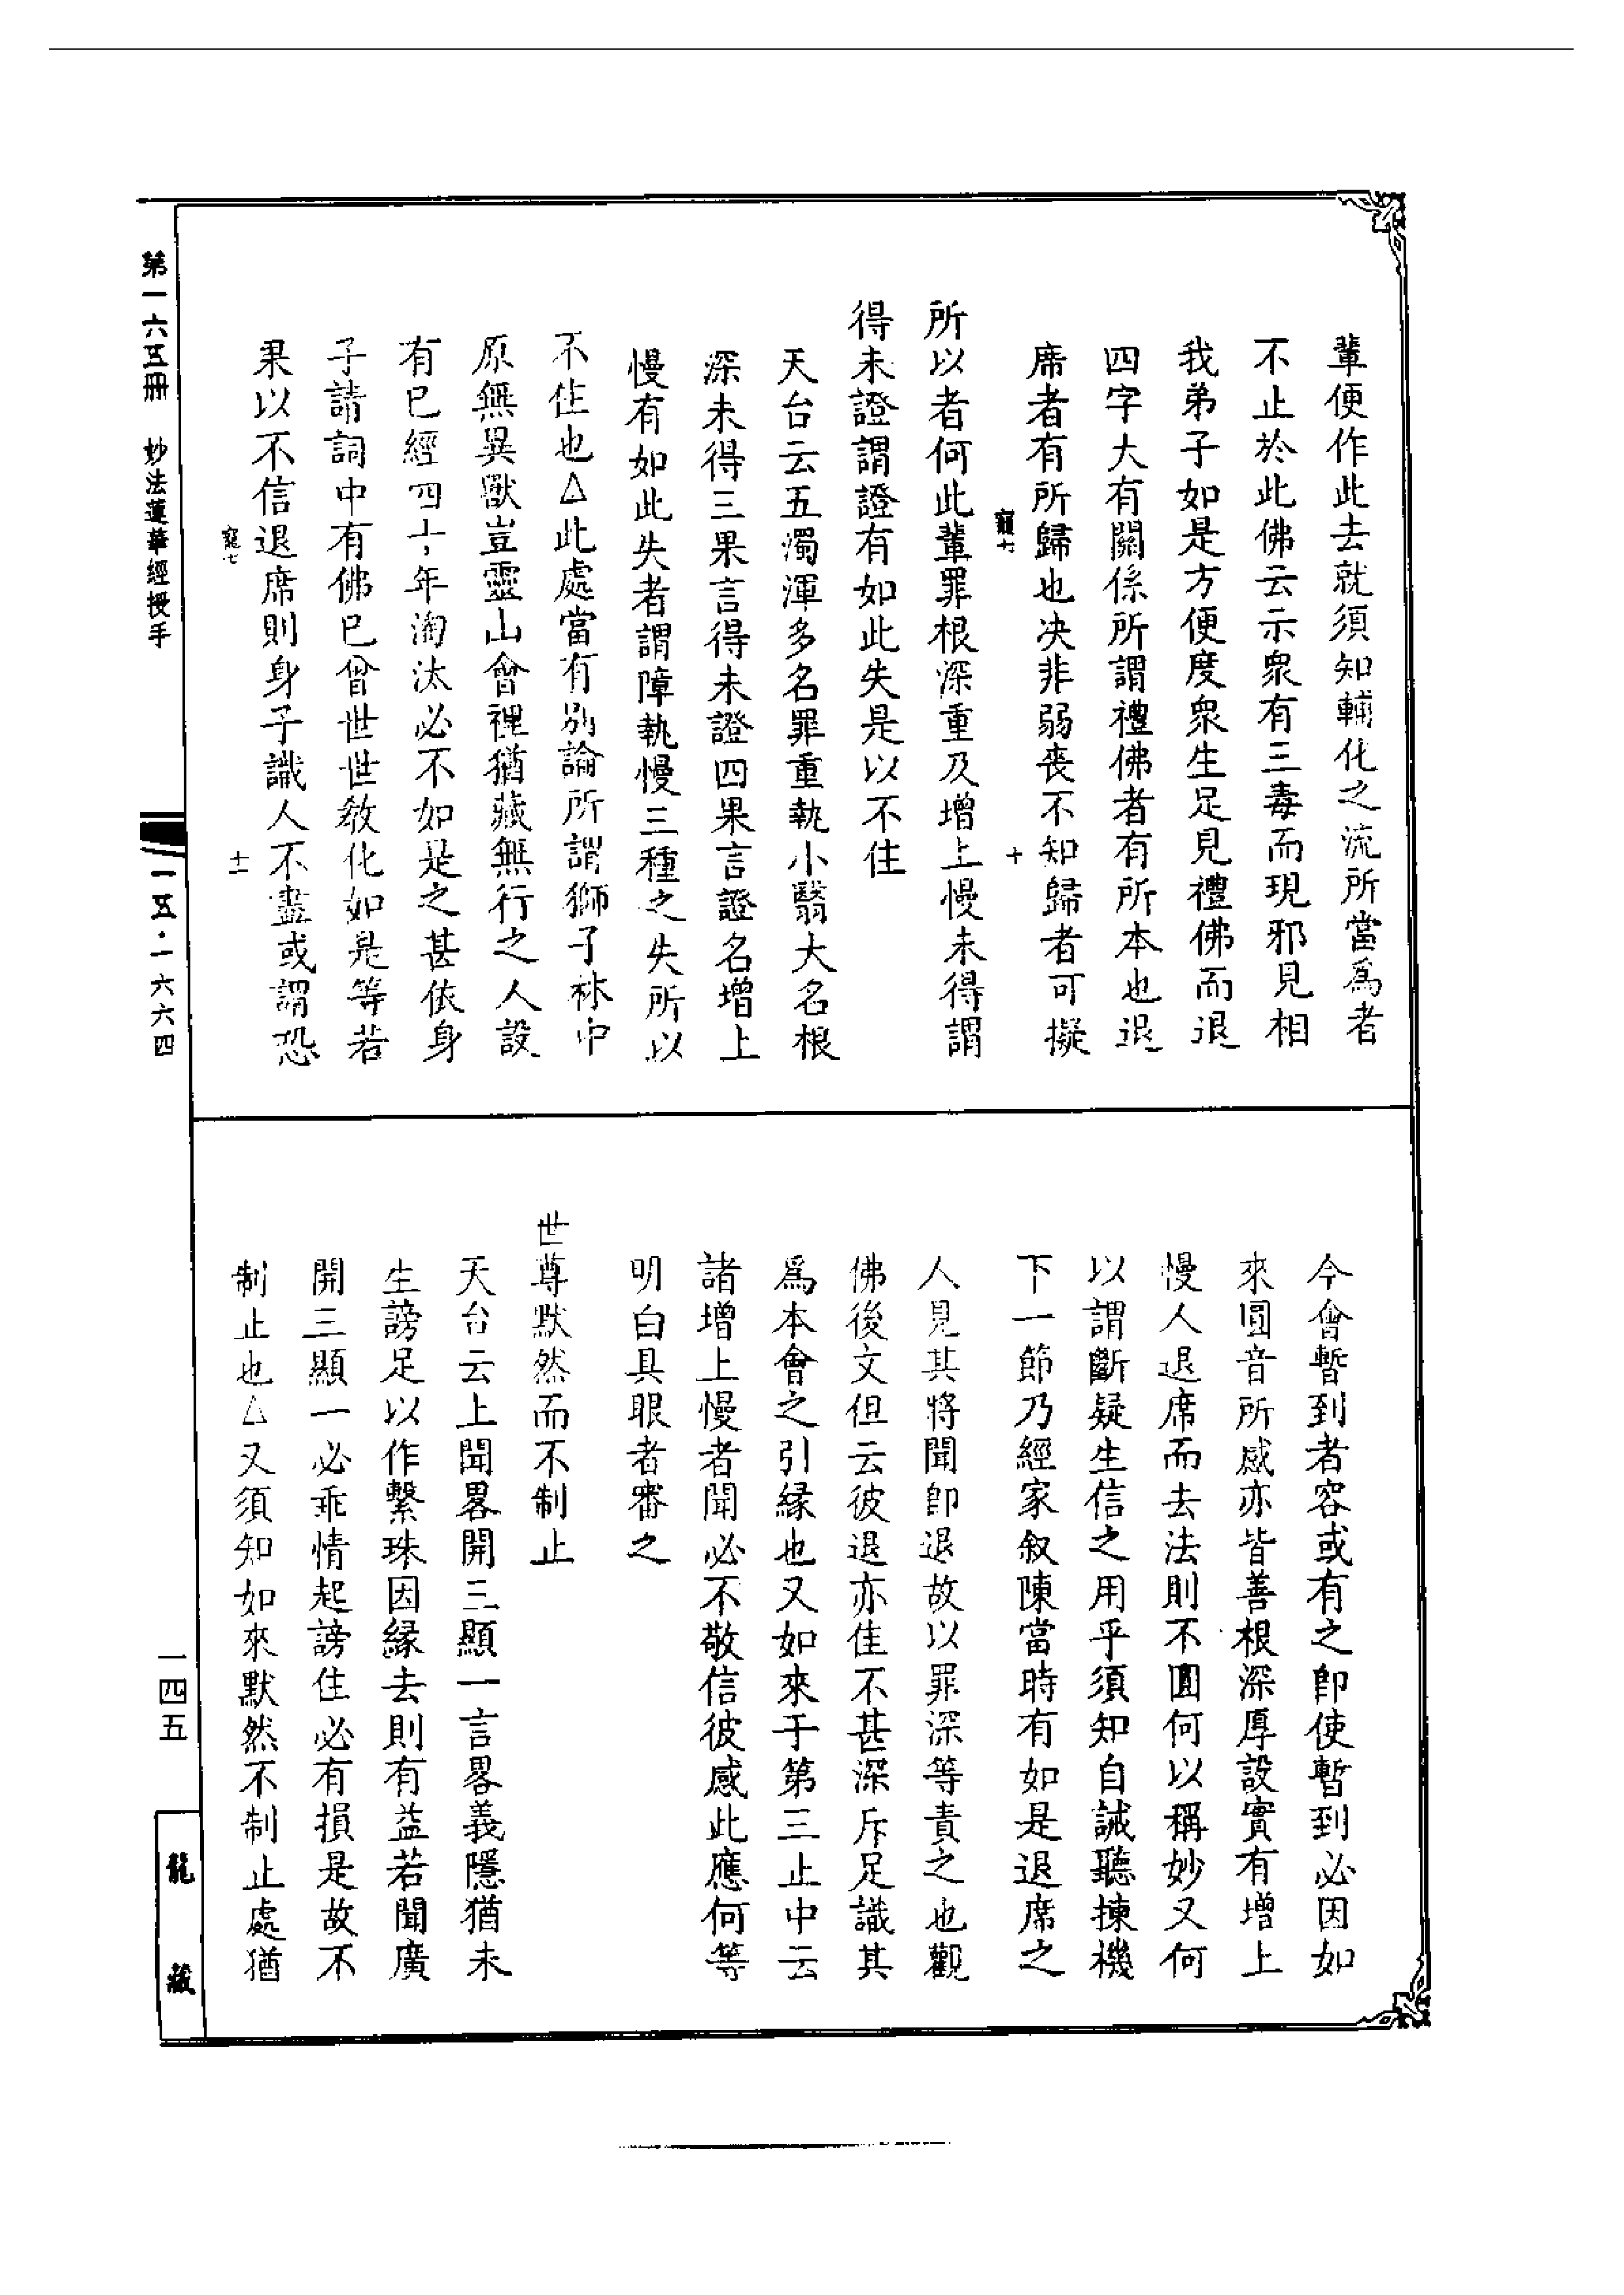 輩便作此去就須知輔化之流所當爲者
不止於此佛云示衆有三毒而現邪見相
我弟子如是方便度衆生足見禮佛而退
四字大有關係所謂禮佛者有所本也退
席者有所歸也决非弱喪不知歸者可擬
十
所以者何此輩罪根深重及增上慢未得謂
得未證謂證有如此失是以不住
天台云五濁渾多名罪重執小翳大名根
深未得三果言得未證四果言證名增上
慢有如此失者謂障執慢三種之失所以
不住也△此處當有別論所謂獅子林中
原無異獸豈靈山會裡猶藏無行之人設
有已經四十年淘汰必不如是之甚依身
子請詞中有佛已曾世世敎化如是等若
果以不信退席則身子識人不盡或謂恐
士
今會暫到者容或有之卽使暫到必因如
來圓音所感亦皆善根深厚設實有增上
慢人退席而去法則不圓何以稱妙又何
以謂斷疑生信之用乎須知自誡聽揀機
下一節乃經家叙陳當時有如是退席之
人見其將聞卽退故以罪深等責之也觀
佛後文但云彼退亦佳不甚深斥足識其
爲本會之引緣也又如來于第三止中云
諸增上慢者聞必不敬信彼感此應何等
明白具眼者審之
世尊默然而不制止
天台云上聞畧開三顯一言畧義隱猶未
生謗足以作繫珠因緣去則有益若聞廣
開三顯一必乖情起謗住必有損是故不
制止也△又須知如來默然不制止處猶
第一六五冊 妙法蓮華經授手
一五·一六六四
一四五
龍藏